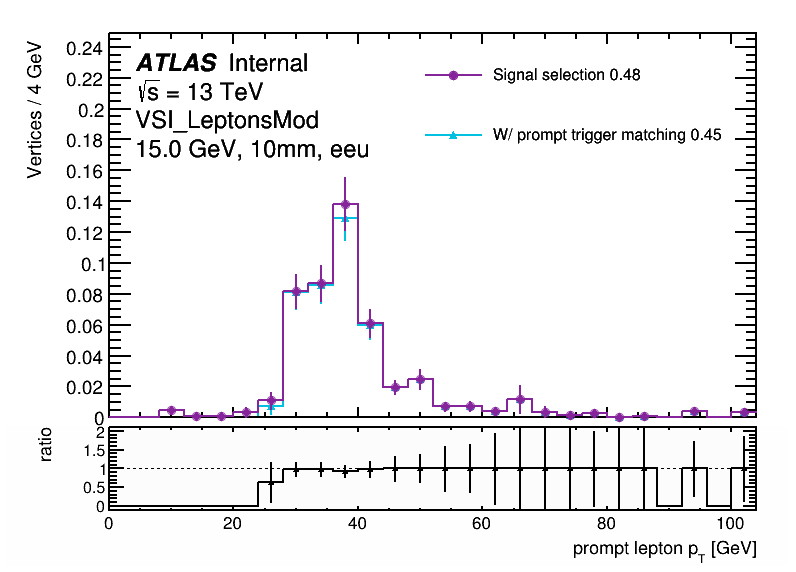 ATLAS Internal
√s = 13 TeV
VSI_LeptonsMod
15.0 GeV, 10mm, eeu
Signal selection 0.48
W/ prompt trigger matching 0.45
Vertices / 4 GeV
0.24
0.22
0.2
0.18
0.16
0.14
0.12
0.1
0.08
0.06
0.04
0.02
0
ratio
2
1.5
1
0.5
0
0 20 40 60 80 100
prompt lepton p_T [GeV]